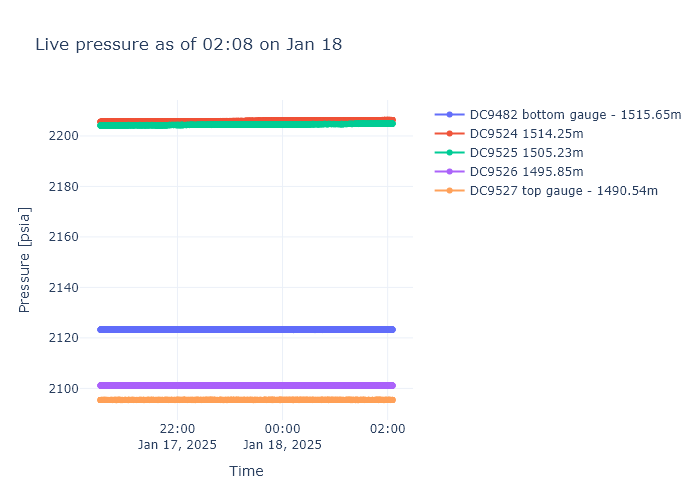 Live pressure as of 02:08 on Jan 18
DC9482 bottom gauge - 1515.65m
DC9524 1514.25m
DC9525 1505.23m
DC9526 1495.85m
DC9527 top gauge - 1490.54m
Pressure [psia]
2200
2180
2160
2140
2120
2100
22:00
Jan 17, 2025
00:00
Jan 18, 2025
02:00
Time